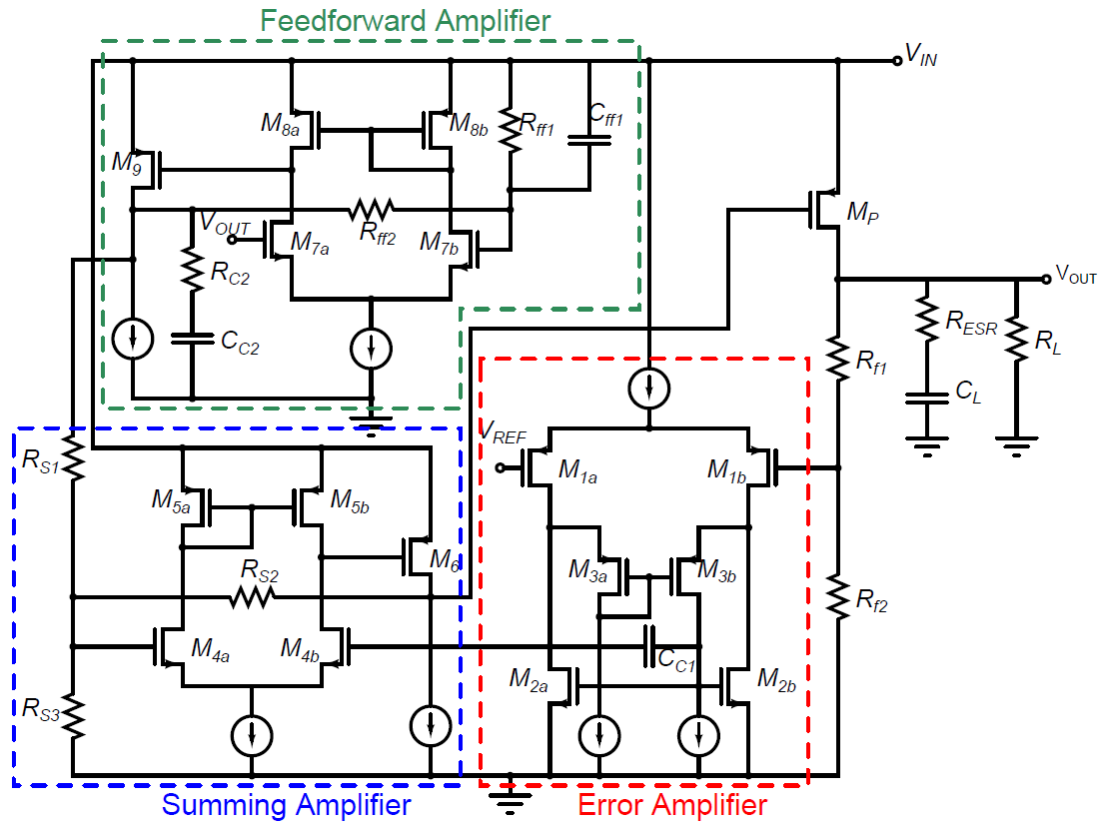 Feedforward Amplifier
V_IN
M_8a
M_8b
R_ff1
C_ff1
M_9
V_OUT
M_7a
R_ff2
M_7b
M_P
R_C2
C_C2
V_OUT
R_ESR
R_L
R_f1
C_L
V_REF
M_1a
M_1b
R_S1
M_5a
M_5b
M_6
R_S2
M_3a
M_3b
R_f2
M_4a
M_4b
C_C1
M_2a
M_2b
R_S3
Summing Amplifier
Error Amplifier